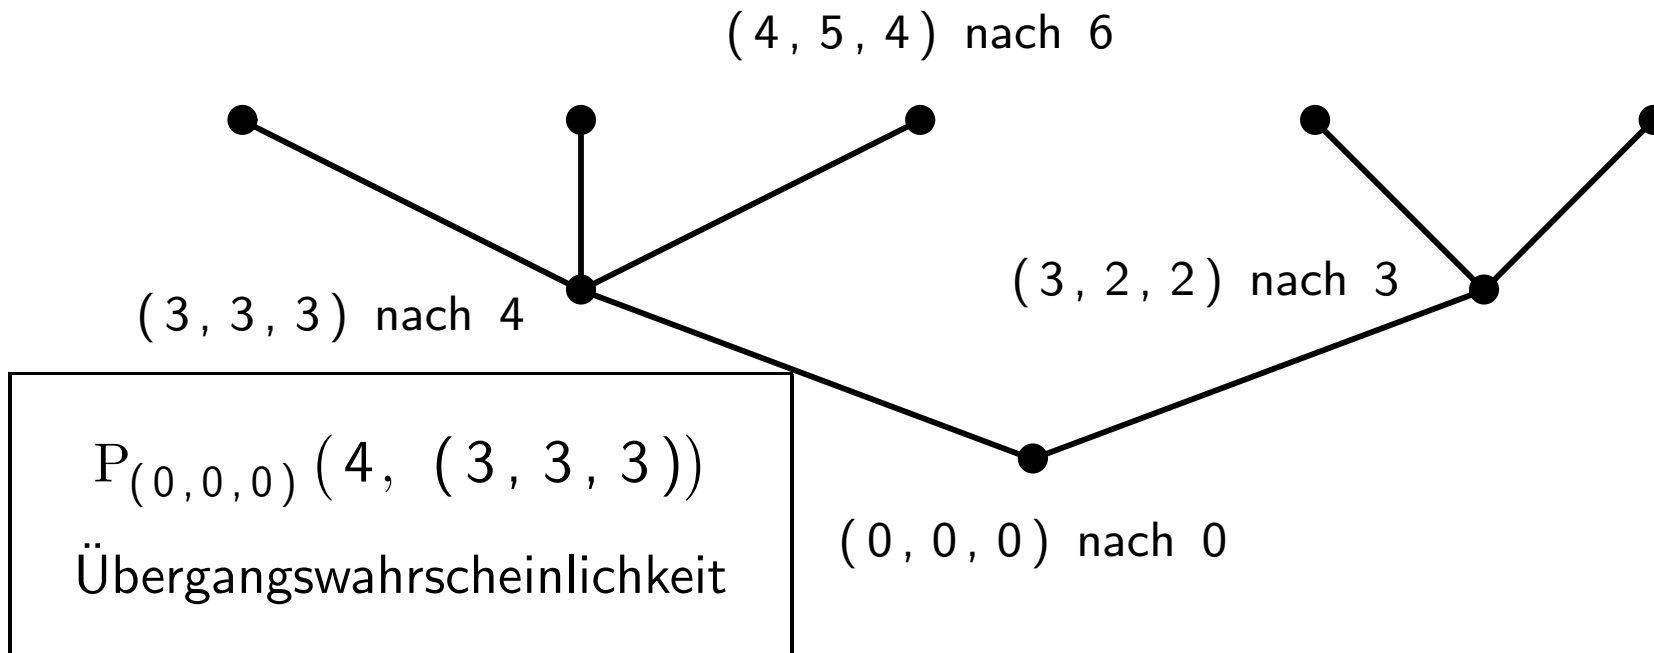 (4, 5, 4) nach 6
(3, 2, 2) nach 3
(3, 3, 3) nach 4
P(0,0,0) (4, (3, 3, 3))
Übergangswahrscheinlichkeit
(0, 0, 0) nach 0